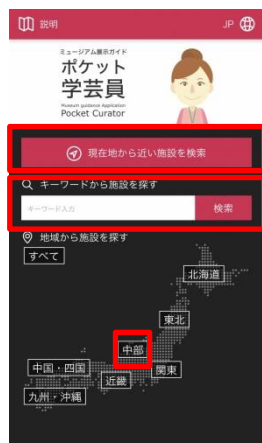 説明
JP
ミュージアム展示ガイド
ポケット
学芸員
Museum guidance Application
Pocket Curator
現在地から近い施設を検索
キーワードから施設を探す
キーワード入力
検索
地域から施設を探す
すべて
北海道
東北
中部
関東
中国・四国
近畿
九州・沖縄